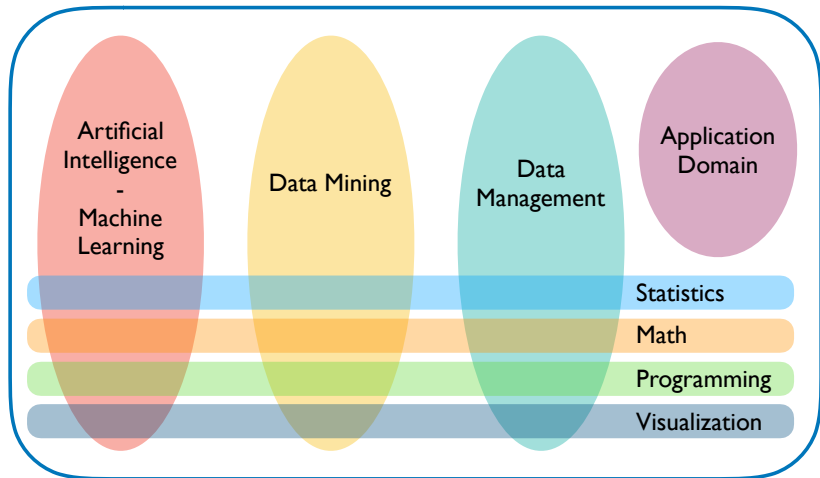 Artificial
Intelligence
-
Machine
Learning
Data Mining
Data
Management
Application
Domain
Statistics
Math
Programming
Visualization